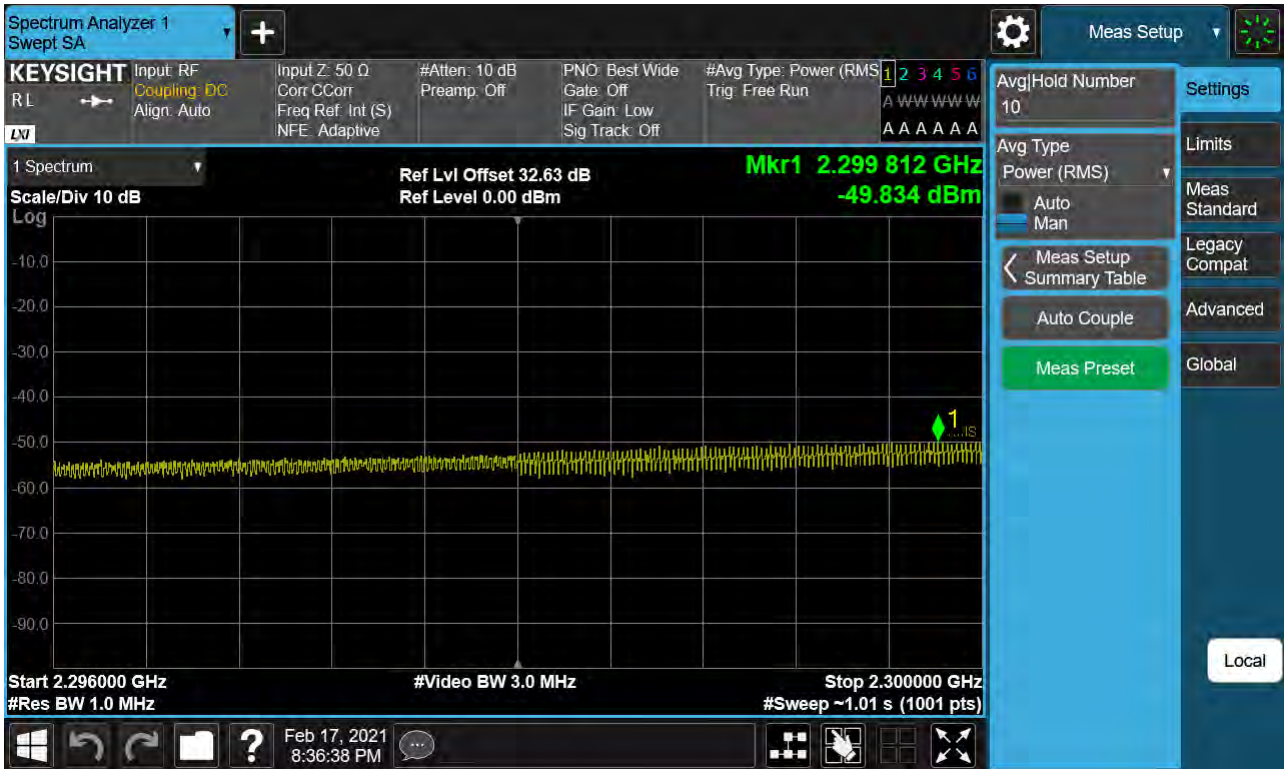 Spectrum Analyzer 1
Swept SA
+
Meas Setup
KEYSIGHT
R L
LXI
Input: RF
Coupling: DC
Align: Auto
Input Z: 50 Ω
Corr CCorr
Freq Ref: Int (S)
NFE: Adaptive
#Atten: 10 dB
Preamp: Off
PNO: Best Wide
Gate: Off
IF Gain: Low
Sig Track: Off
#Avg Type: Power (RMS
Trig: Free Run
1 2 3 4 5 6
A W W W W W
A A A A A A
1 Spectrum
Scale/Div 10 dB
Log
Ref Lvl Offset 32.63 dB
Ref Level 0.00 dBm
Mkr1 2.299 812 GHz
-49.834 dBm
-10.0
-20.0
-30.0
-40.0
-50.0
-60.0
-70.0
-80.0
-90.0
1
Start 2.296000 GHz
#Res BW 1.0 MHz
#Video BW 3.0 MHz
Stop 2.300000 GHz
#Sweep ~1.01 s (1001 pts)
Avg|Hold Number
10
Avg Type
Power (RMS)
Auto
Man
Meas Setup
Summary Table
Auto Couple
Meas Preset
Settings
Limits
Meas
Standard
Legacy
Compat
Advanced
Global
Local
?
Feb 17, 2021
8:36:38 PM